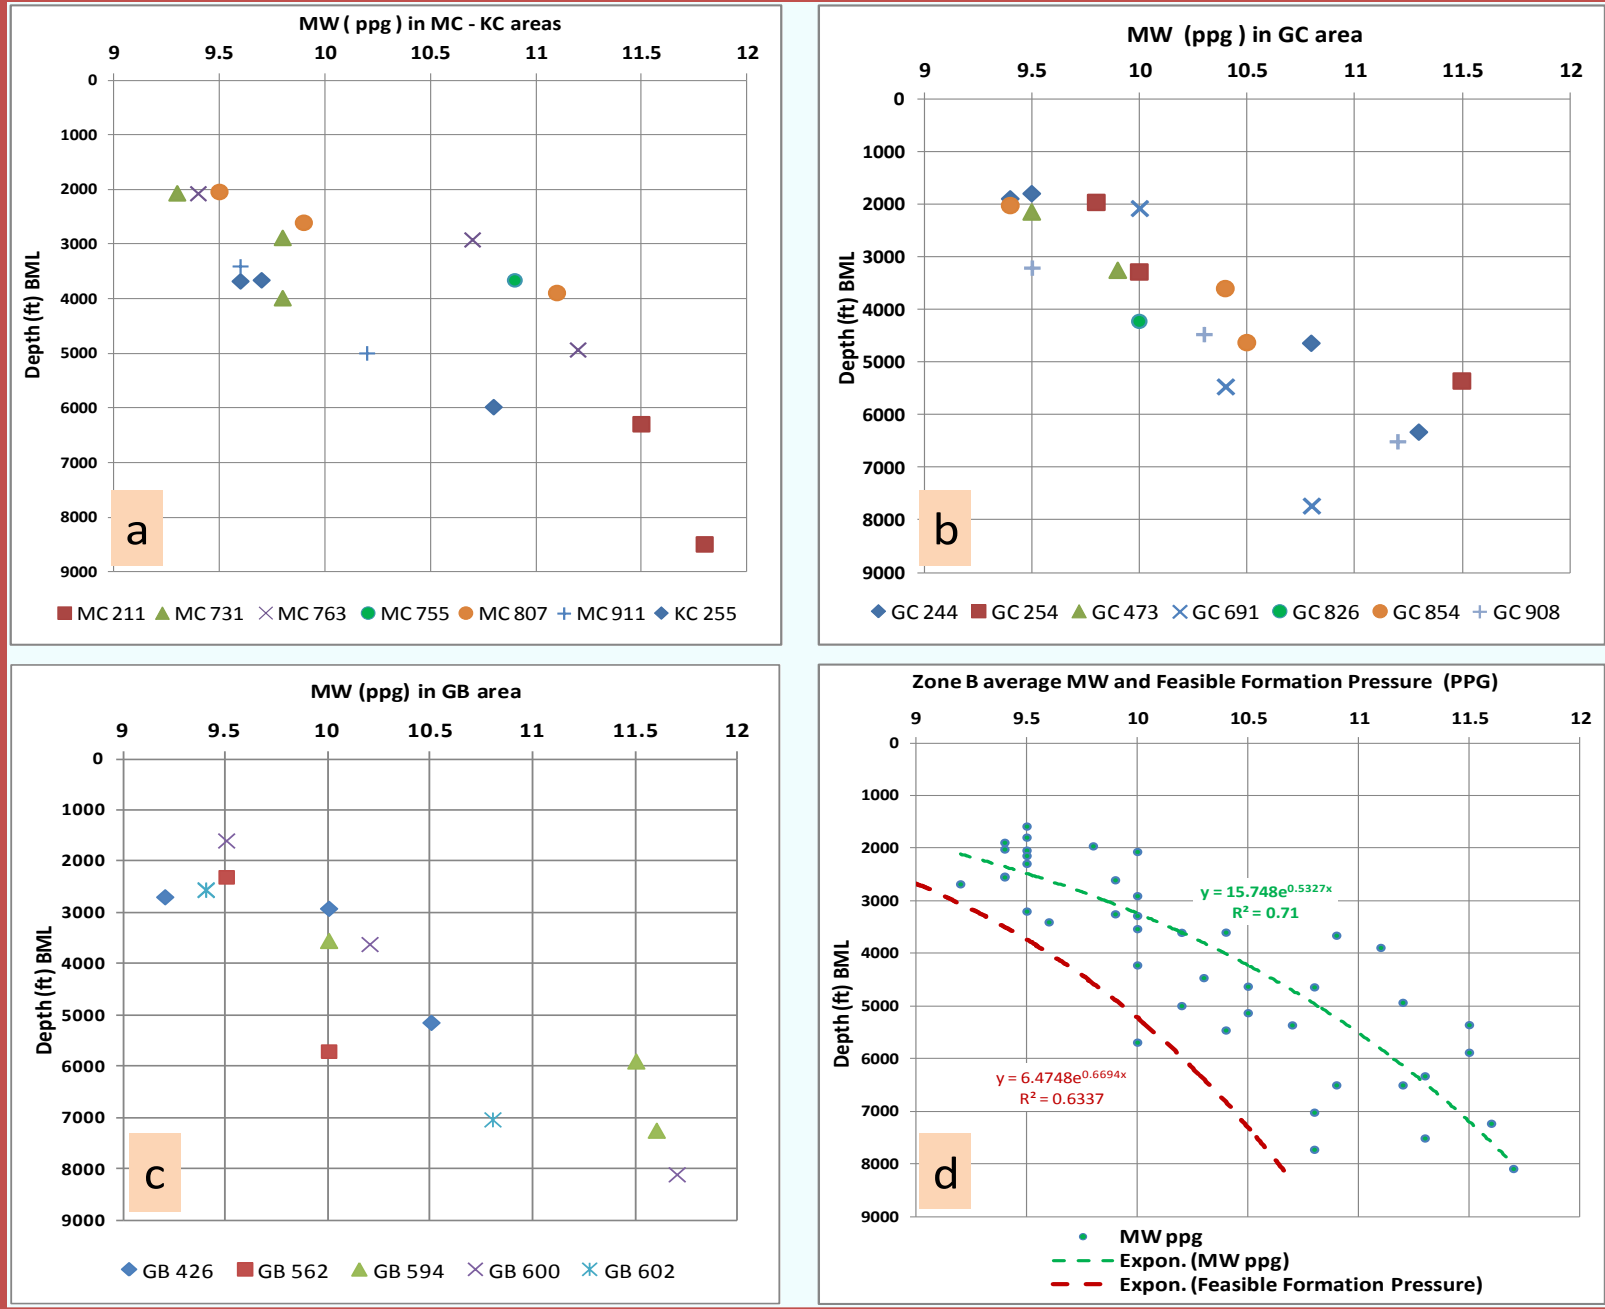 MW ( ppg ) in MC - KC areas
9 9.5 10 10.5 11 11.5 12
0
1000
2000
3000
4000
5000
6000
7000
8000
9000
Depth (ft) BML
a
MC 211 MC 731 MC 763 MC 755 MC 807 MC 911 KC 255
MW (ppg ) in GC area
9 9.5 10 10.5 11 11.5 12
0
1000
2000
3000
4000
5000
6000
7000
8000
9000
Depth (ft) BML
b
GC 244 GC 254 GC 473 GC 691 GC 826 GC 854 GC 908
MW (ppg) in GB area
9 9.5 10 10.5 11 11.5 12
0
1000
2000
3000
4000
5000
6000
7000
8000
9000
Depth (ft) BML
c
GB 426 GB 562 GB 594 GB 600 GB 602
Zone B average MW and Feasible Formation Pressure (PPG)
9 9.5 10 10.5 11 11.5 12
0
1000
2000
3000
4000
5000
6000
7000
8000
9000
Depth (ft) BML
y = 15.748e^0.5327x
R² = 0.71
y = 6.4748e^0.6694x
R² = 0.6337
d
MW ppg
Expon. (MW ppg)
Expon. (Feasible Formation Pressure)